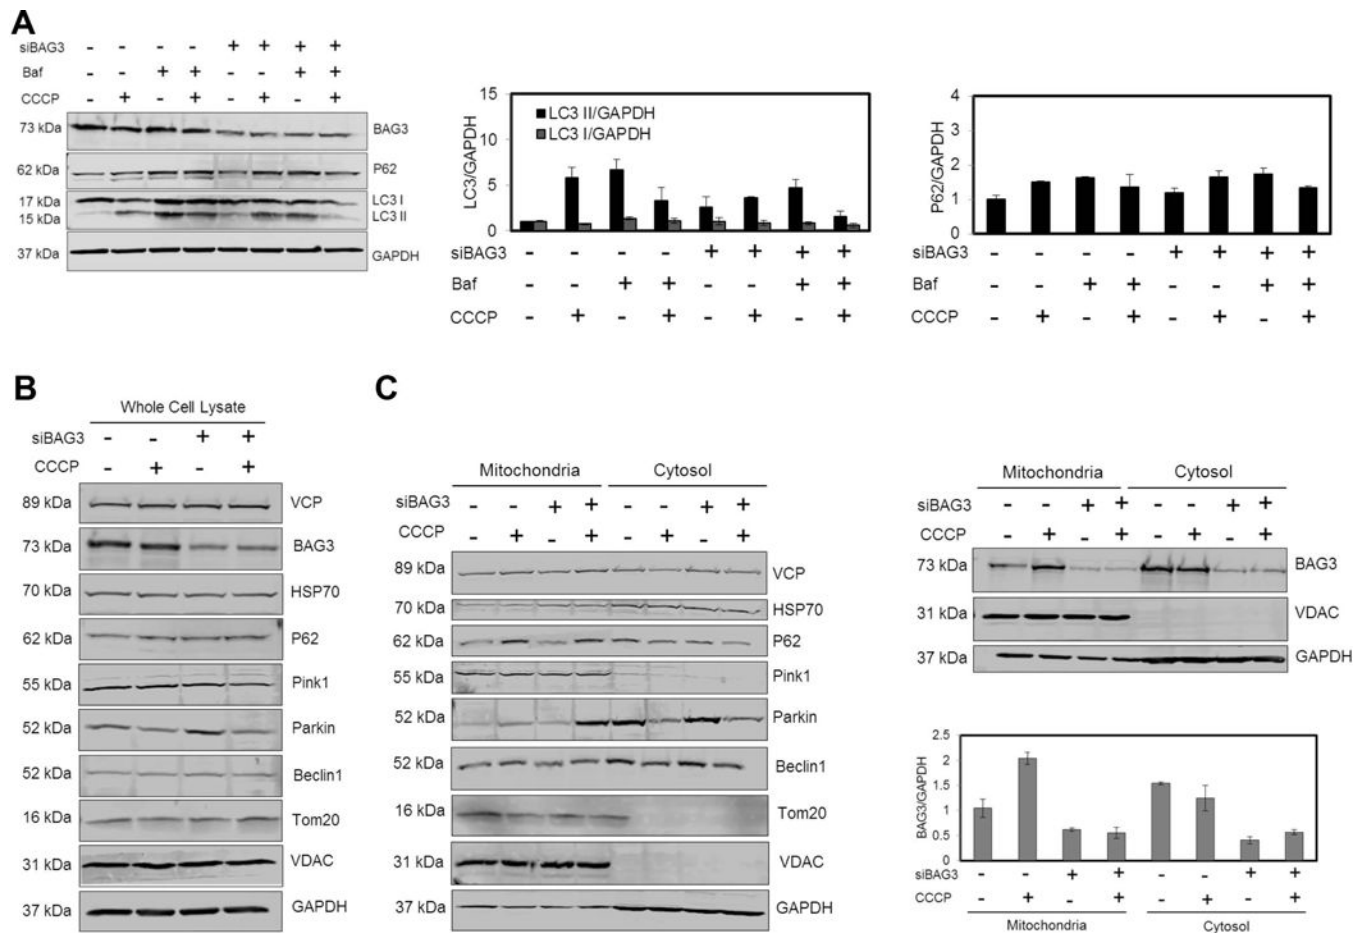 A
siBAG3 - - - - + + + +
Baf - - + + - - + +
CCCP - + - + - + - +
73 kDa BAG3
62 kDa P62
17 kDa LC3 I
15 kDa LC3 II
37 kDa GAPDH
LC3/GAPDH
15
10
5
0
LC3 II/GAPDH
LC3 I/GAPDH
siBAG3 - - - - + + + +
Baf - - + + - - + +
CCCP - + - + - + - +
P62/GAPDH
4
3
2
1
0
siBAG3 - - - - + + + +
Baf - - + + - - + +
CCCP - + - + - + - +
B
Whole Cell Lysate
siBAG3 - - + +
CCCP - + - +
89 kDa VCP
73 kDa BAG3
70 kDa HSP70
62 kDa P62
55 kDa Pink1
52 kDa Parkin
52 kDa Beclin1
16 kDa Tom20
31 kDa VDAC
37 kDa GAPDH
C
Mitochondria Cytosol
siBAG3 - - + + - - + +
CCCP - + - + - + - +
89 kDa VCP
70 kDa HSP70
62 kDa P62
55 kDa Pink1
52 kDa Parkin
52 kDa Beclin1
16 kDa Tom20
31 kDa VDAC
37 kDa GAPDH
Mitochondria Cytosol
siBAG3 - - + + - - + +
CCCP - + - + - + - +
73 kDa BAG3
31 kDa VDAC
37 kDa GAPDH
BAG3/GAPDH
2.5
2
1.5
1
0.5
0
siBAG3 - - + + - - + +
CCCP - + - + - + - +
Mitochondria Cytosol